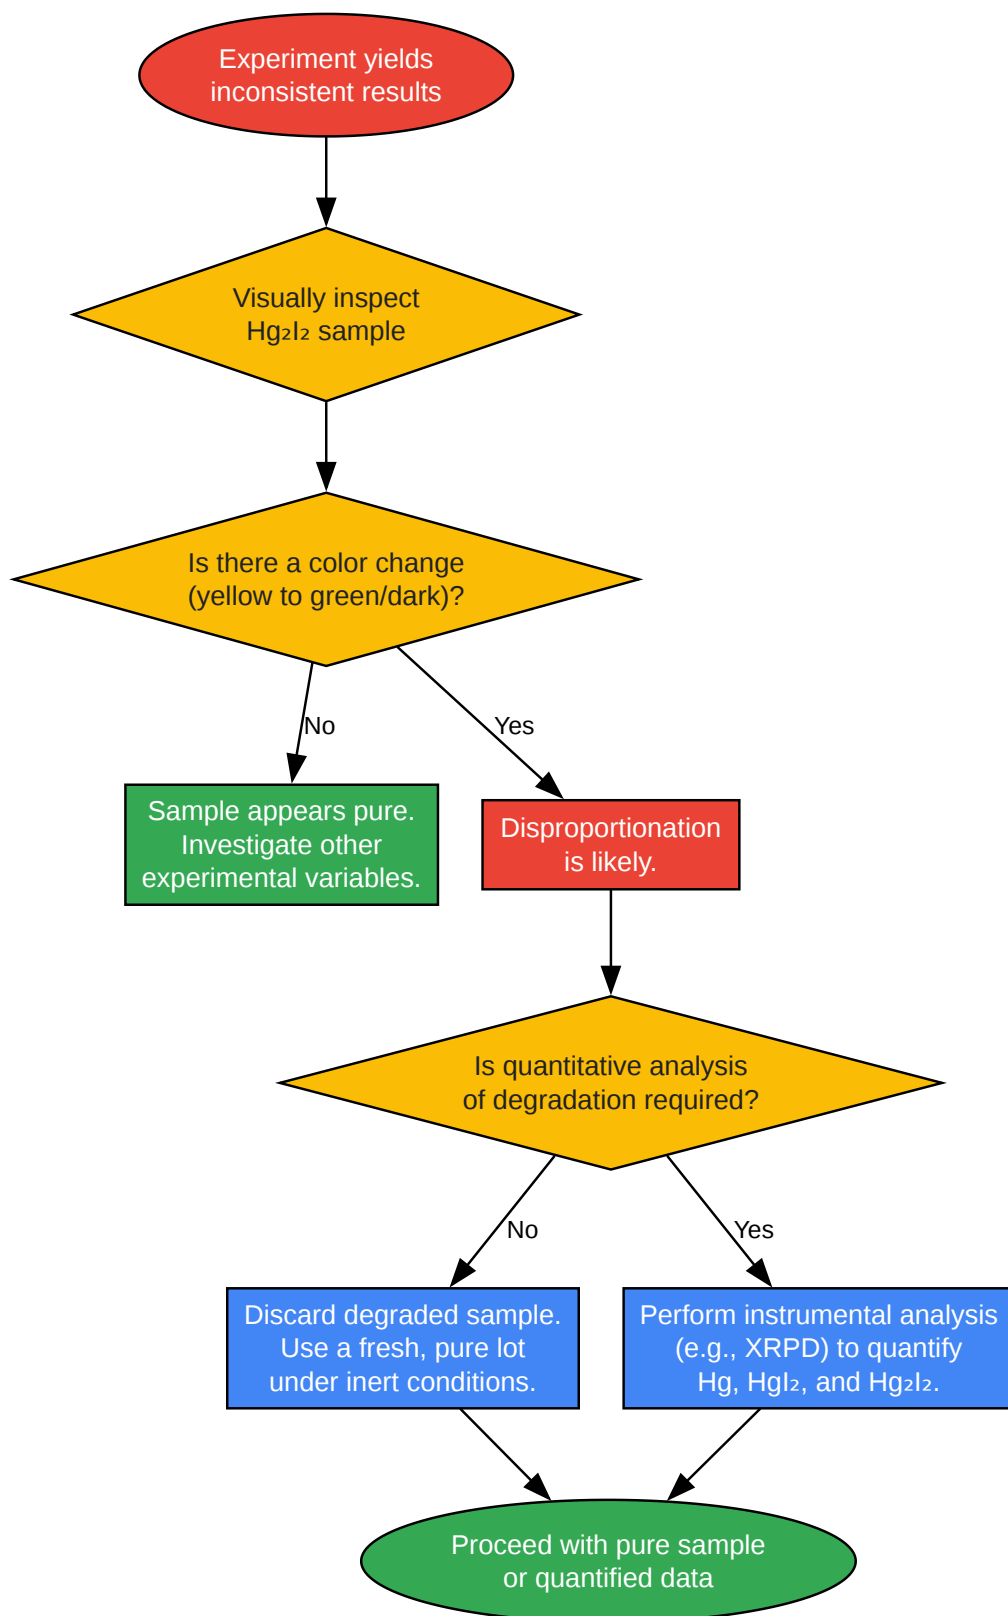 Experiment yields
inconsistent results
Visually inspect
Hg₂I₂ sample
Is there a color change
(yellow to green/dark)?
No
Yes
Sample appears pure.
Investigate other
experimental variables.
Disproportionation
is likely.
Is quantitative analysis
of degradation required?
No
Yes
Discard degraded sample.
Use a fresh, pure lot
under inert conditions.
Perform instrumental analysis
(e.g., XRPD) to quantify
Hg, HgI₂, and Hg₂I₂.
Proceed with pure sample
or quantified data